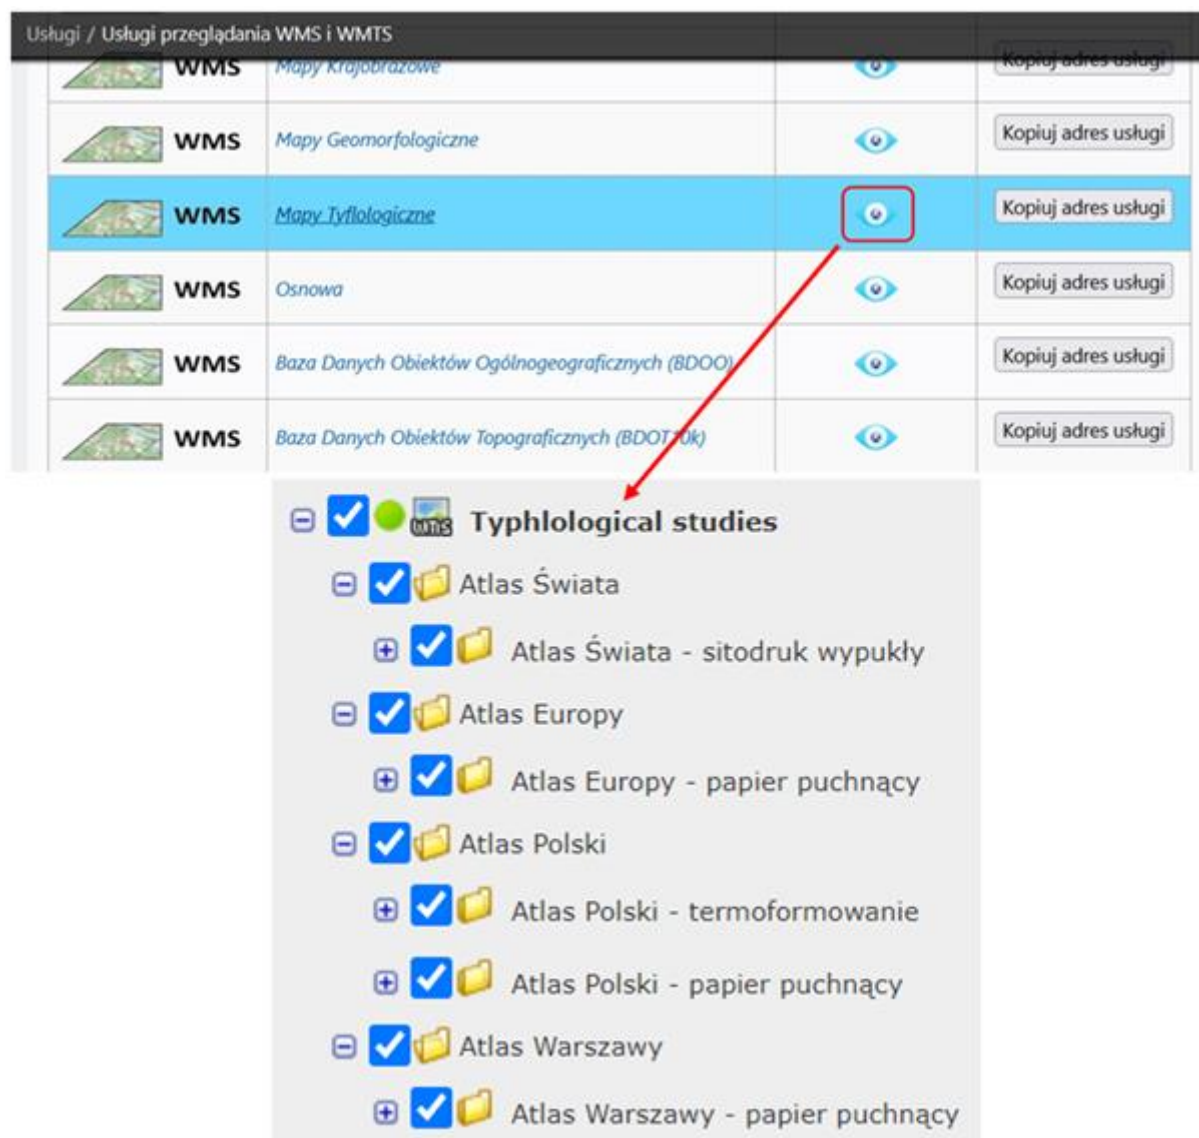 Usługi / Usługi przeglądania WMS i WMTS
WMS Mapy Krajobrazowe Kopiuj adres usługi
WMS Mapy Geomorfologiczne Kopiuj adres usługi
WMS Mapy Tyflologiczne Kopiuj adres usługi
WMS Osnowa Kopiuj adres usługi
WMS Baza Danych Obiektów Ogólnogeograficznych (BDOO) Kopiuj adres usługi
WMS Baza Danych Obiektów Topograficznych (BDOT10k) Kopiuj adres usługi
WMS Typhlological studies
Atlas Świata
Atlas Świata - sitodruk wypukły
Atlas Europy
Atlas Europy - papier puchnący
Atlas Polski
Atlas Polski - termoformowanie
Atlas Polski - papier puchnący
Atlas Warszawy
Atlas Warszawy - papier puchnący